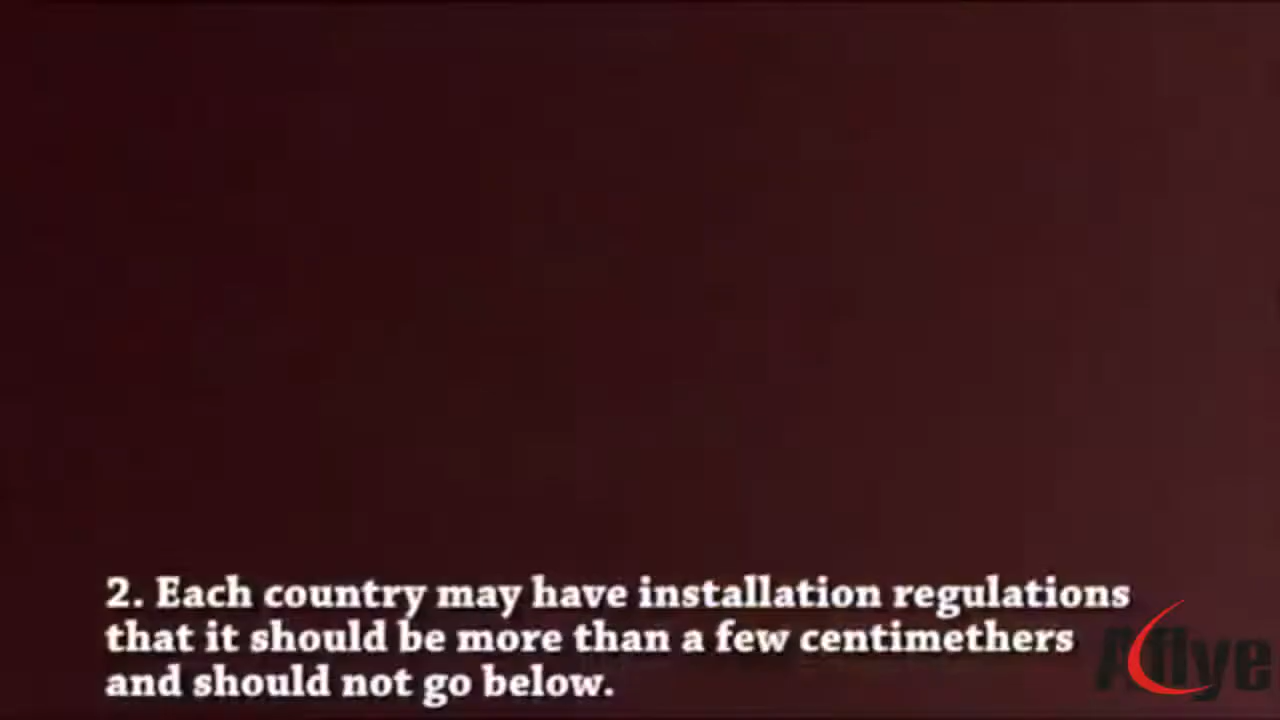 2. Each country may have installation regulations
that it should be more than a few centimethers
and should not go below.
Aflye